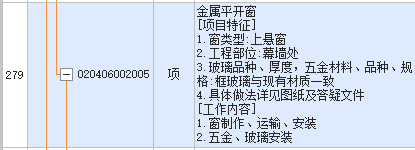 金属平开窗
[项目特征]
1.窗类型:上悬窗
2.工程部位:幕墙处
3.玻璃品种、厚度, 五金材料、品种、规
格:框玻璃与现有材质一致
4.具体做法详见图纸及答疑文件
[工作内容]
1.窗制作、运输、安装
2.五金、玻璃安装
279
020406002005
项